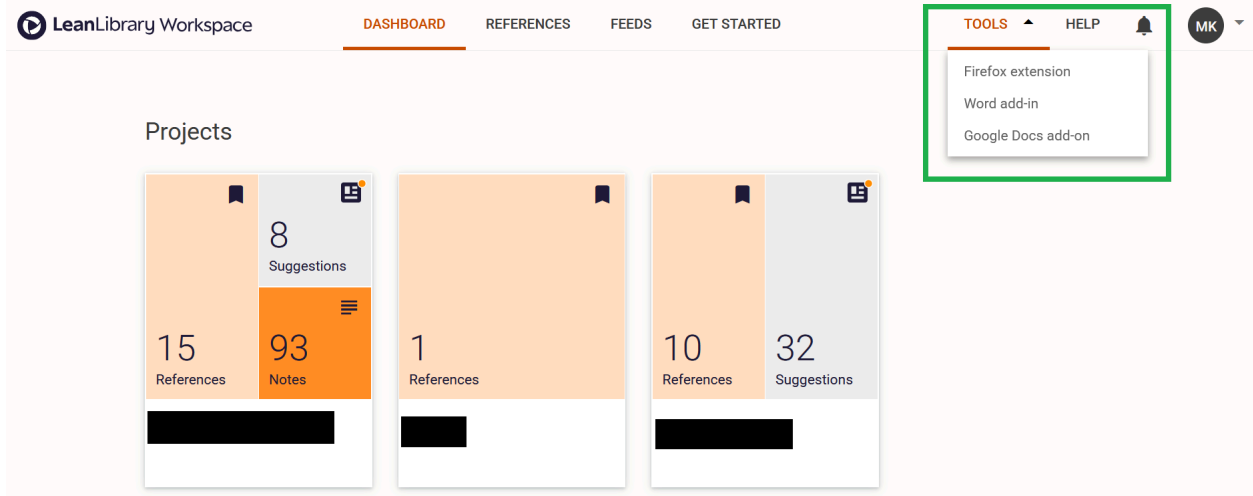 LeanLibrary Workspace DASHBOARD REFERENCES FEEDS GET STARTED TOOLS HELP MK
Firefox extension
Word add-in
Google Docs add-on
Projects
8
Suggestions
15
References
93
Notes
1
References
10
References
32
Suggestions